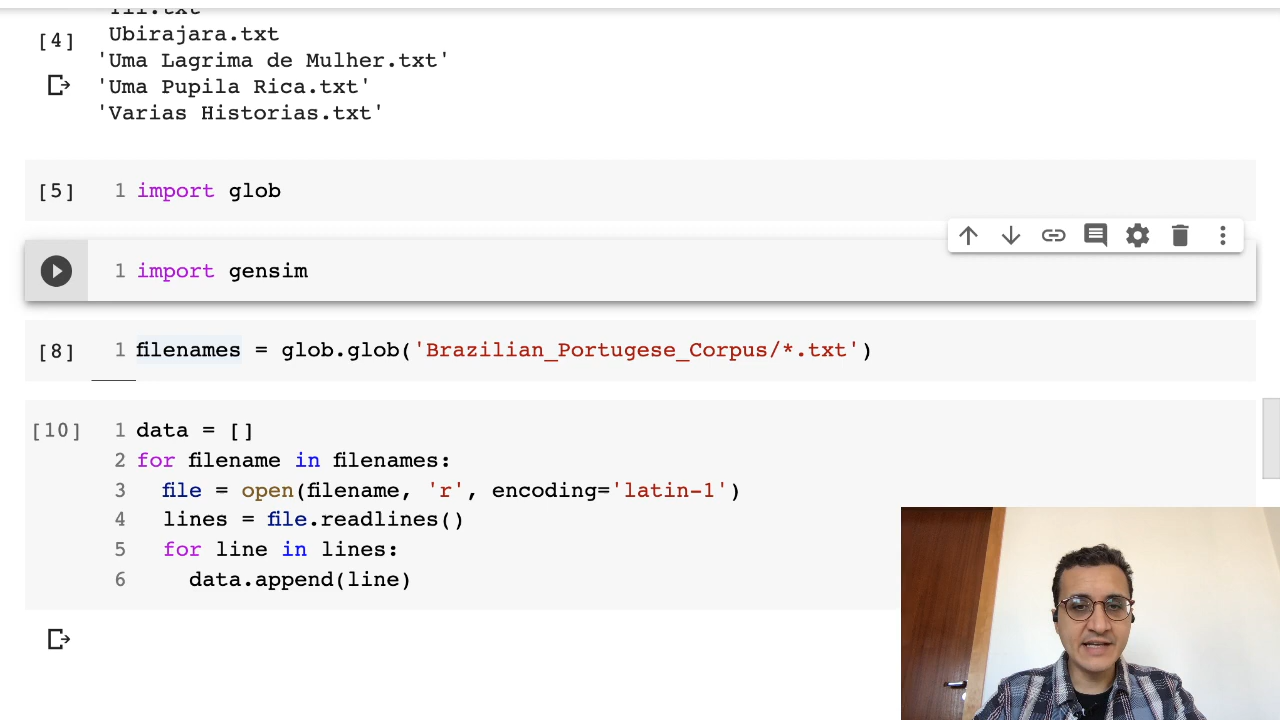 [4]
Ubirajara.txt
'Uma Lagrima de Mulher.txt'
'Uma Pupila Rica.txt'
'Varias Historias.txt'
[5] 1 import glob
1 import gensim
[8] 1 filenames = glob.glob('Brazilian_Portugese_Corpus/*.txt')
[10] 1 data = []
2 for filename in filenames:
3 file = open(filename, 'r', encoding='latin-1')
4 lines = file.readlines()
5 for line in lines:
6 data.append(line)